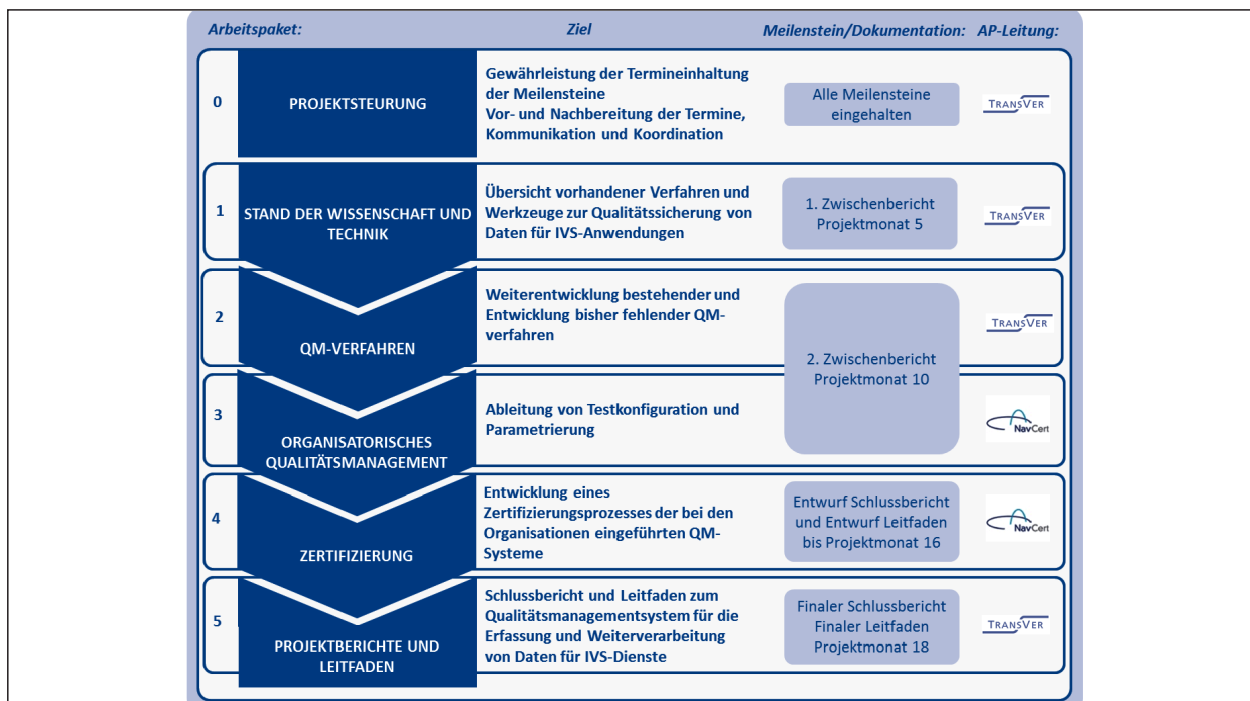 Arbeitspaket: Ziel Meilenstein/Dokumentation: AP-Leitung:
0
PROJEKTSTEURUNG
Gewährleistung der Termineinhaltung
der Meilensteine
Vor- und Nachbereitung der Termine,
Kommunikation und Koordination
Alle Meilensteine
eingehalten
TRANSVER
1
STAND DER WISSENSCHAFT UND
TECHNIK
Übersicht vorhandener Verfahren und
Werkzeuge zur Qualitätssicherung von
Daten für IVS-Anwendungen
1. Zwischenbericht
Projektmonat 5
TRANSVER
2
QM-VERFAHREN
Weiterentwicklung bestehender und
Entwicklung bisher fehlender QM-
verfahren
2. Zwischenbericht
Projektmonat 10
TRANSVER
3
ORGANISATORISCHES
QUALITÄTSMANAGEMENT
Ableitung von Testkonfiguration und
Parametrierung
NavCert
4
ZERTIFIZIERUNG
Entwicklung eines
Zertifizierungsprozesses der bei den
Organisationen eingeführten QM-
Systeme
Entwurf Schlussbericht
und Entwurf Leitfaden
bis Projektmonat 16
NavCert
5
PROJEKTBERICHTE UND
LEITFADEN
Schlussbericht und Leitfaden zum
Qualitätsmanagementsystem für die
Erfassung und Weiterverarbeitung
von Daten für IVS-Dienste
Finaler Schlussbericht
Finaler Leitfaden
Projektmonat 18
TRANSVER